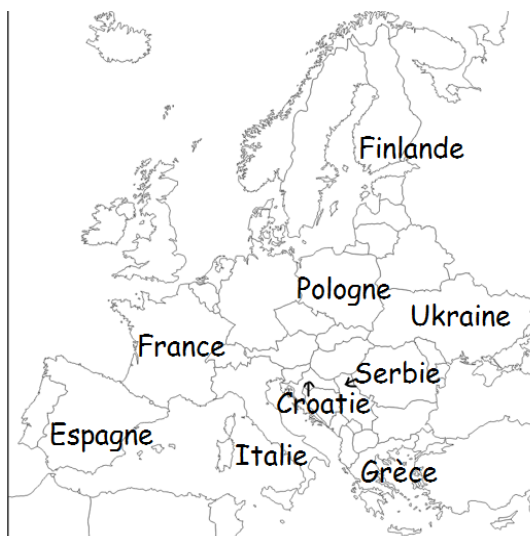 Finlande
Pologne
Ukraine
France
Serbie
Croatie
Espagne
Italie
Grèce